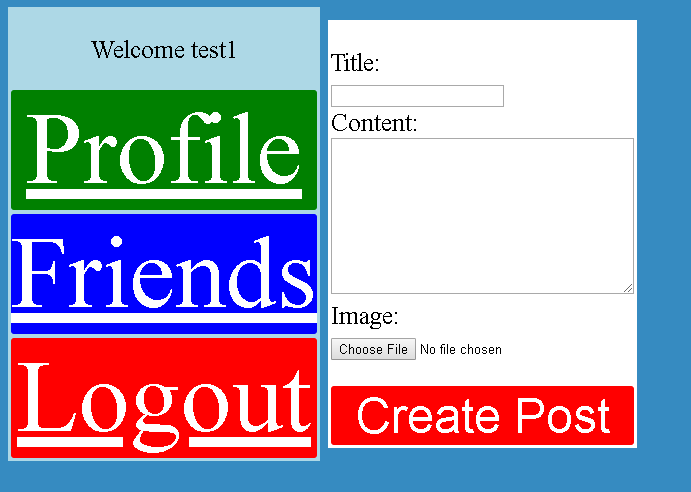 Welcome test1
Profile
Friends
Logout
Title:
Content:
Image:
Choose File No file chosen
Create Post